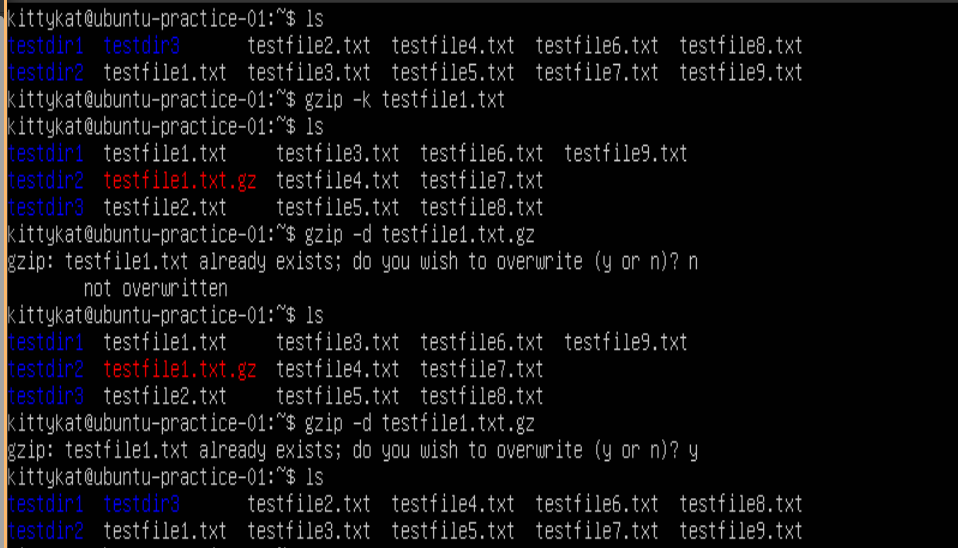 kittykat@ubuntu-practice-01:~$ ls
testdir1 testdir3 testfile2.txt testfile4.txt testfile6.txt testfile8.txt
testdir2 testfile1.txt testfile3.txt testfile5.txt testfile7.txt testfile9.txt
kittykat@ubuntu-practice-01:~$ gzip -k testfile1.txt
kittykat@ubuntu-practice-01:~$ ls
testdir1 testfile1.txt testfile3.txt testfile6.txt testfile9.txt
testdir2 testfile1.txt.gz testfile4.txt testfile7.txt
testdir3 testfile2.txt testfile5.txt testfile8.txt
kittykat@ubuntu-practice-01:~$ gzip -d testfile1.txt.gz
gzip: testfile1.txt already exists; do you wish to overwrite (y or n)? n
not overwritten
kittykat@ubuntu-practice-01:~$ ls
testdir1 testfile1.txt testfile3.txt testfile6.txt testfile9.txt
testdir2 testfile1.txt.gz testfile4.txt testfile7.txt
testdir3 testfile2.txt testfile5.txt testfile8.txt
kittykat@ubuntu-practice-01:~$ gzip -d testfile1.txt.gz
gzip: testfile1.txt already exists; do you wish to overwrite (y or n)? y
kittykat@ubuntu-practice-01:~$ ls
testdir1 testdir3 testfile2.txt testfile4.txt testfile6.txt testfile8.txt
testdir2 testfile1.txt testfile3.txt testfile5.txt testfile7.txt testfile9.txt